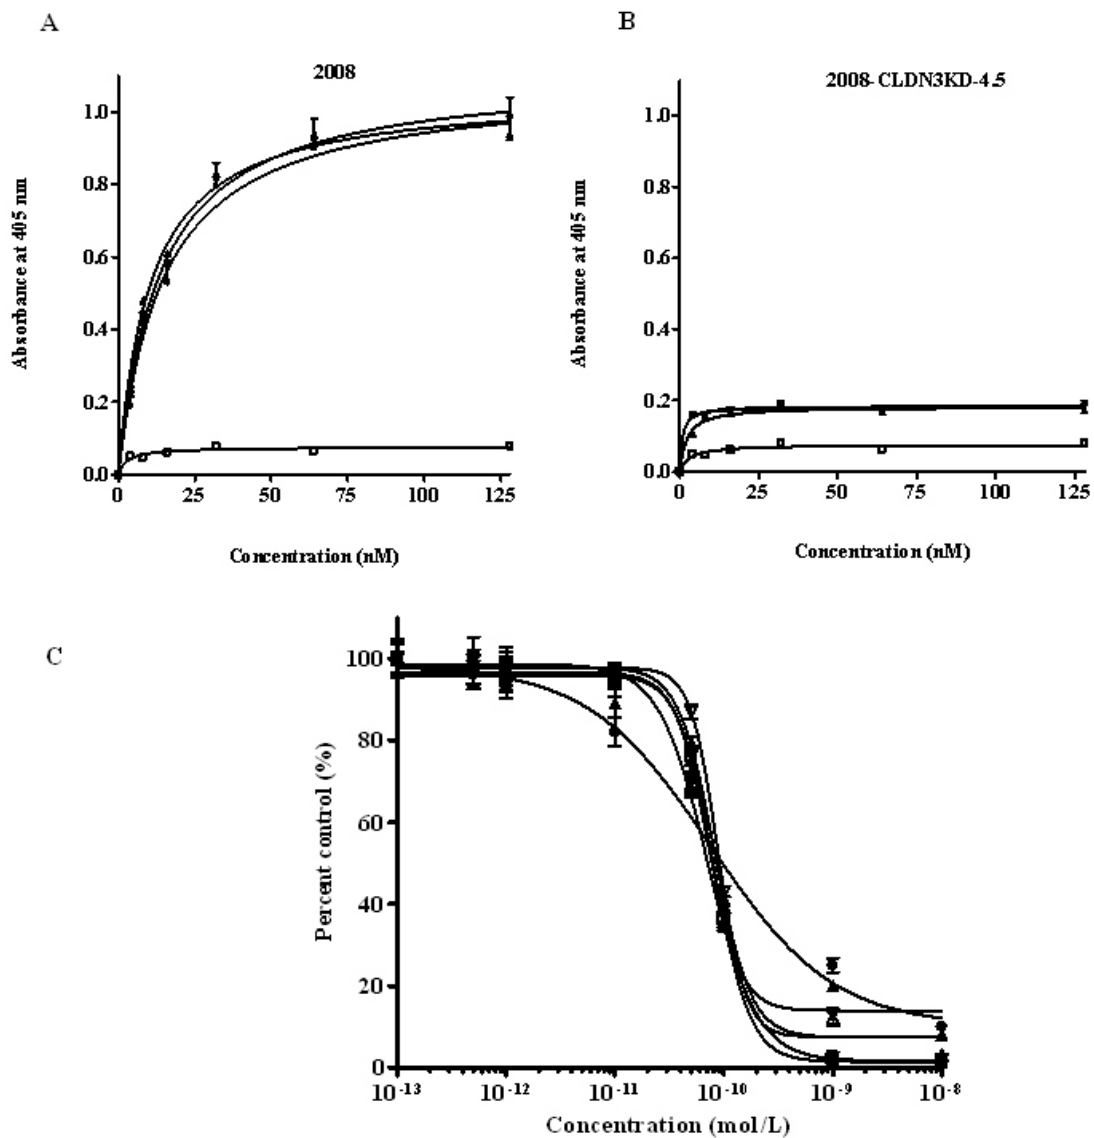 A
2008
1.0
0.8
0.6
0.4
0.2
0.0
0 25 50 75 100 125
Absorbance at 405 nm
Concentration (nM)
B
2008-CLDN3KD-4.5
1.0
0.8
0.6
0.4
0.2
0.0
0 25 50 75 100 125
Absorbance at 405 nm
Concentration (nM)
C
100
80
60
40
20
0
10-13 10-12 10-11 10-10 10-9 10-8
Percent control (%)
Concentration (mol/L)